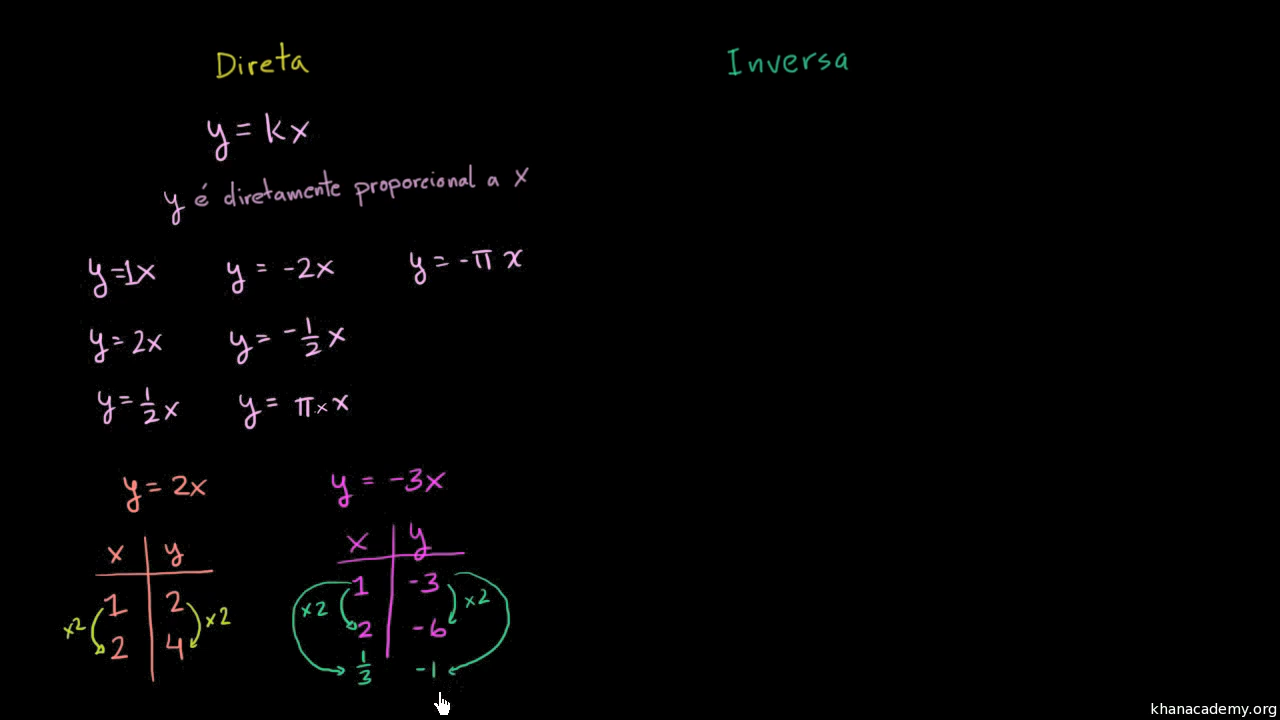 Direta Inversa
y = kx
y é diretamente proporcional a x
y=1x y = -2x y = -π x
y = 2x y = -1/2 x
y = 1/2 x y = π × x
y = 2x y = -3x
x y x y
1 2 1 -3
×2 ×2 ×2 ×2
2 4 2 -6
1/3 -1
khanacademy.org